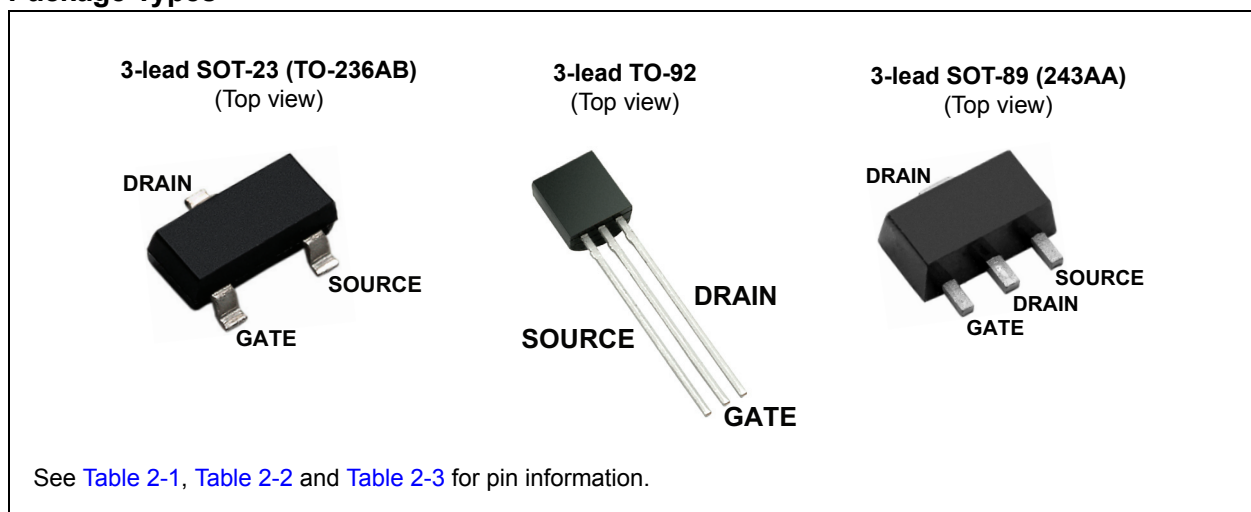 Package Types
3-lead SOT-23 (TO-236AB)
(Top view)
DRAIN
SOURCE
GATE
3-lead TO-92
(Top view)
DRAIN
SOURCE
GATE
3-lead SOT-89 (243AA)
(Top view)
DRAIN
SOURCE
DRAIN
GATE
See Table 2-1, Table 2-2 and Table 2-3 for pin information.